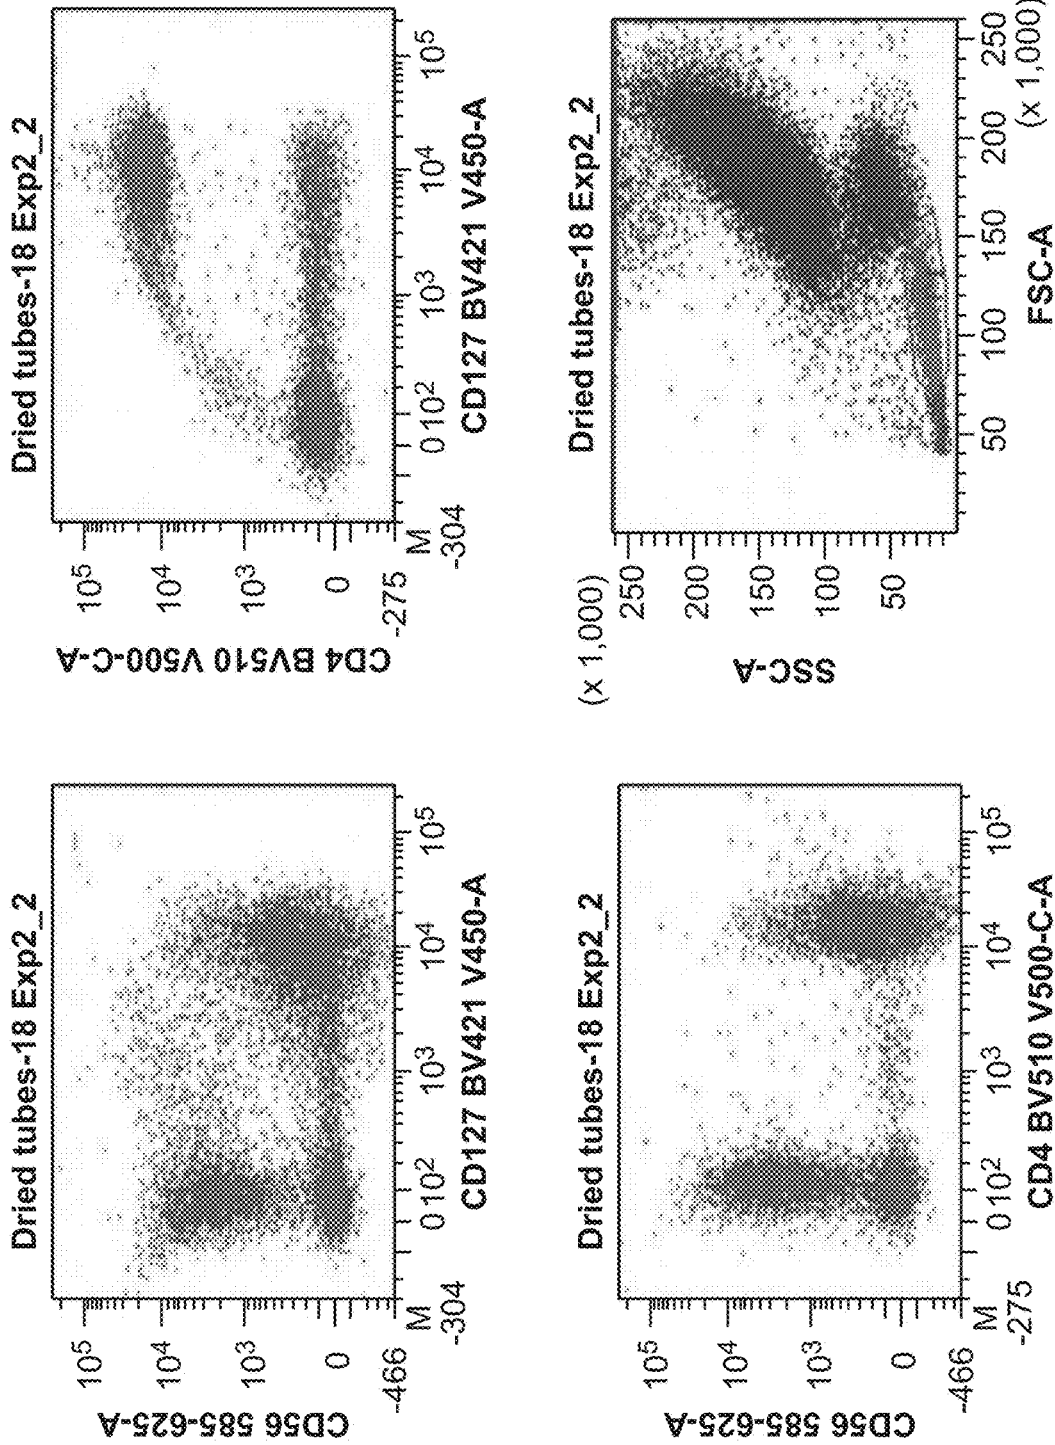 Dried tubes-18 Exp2_2
CD56 585-625-A
10⁵
10⁴
10³
0
-466
M
-304
0 10² 10³ 10⁴ 10⁵
CD127 BV421 V450-A
Dried tubes-18 Exp2_2
CD4 BV510 V500-C-A
10⁵
10⁴
10³
0
-275
M
-304
0 10² 10³ 10⁴ 10⁵
CD127 BV421 V450-A
Dried tubes-18 Exp2_2
CD56 585-625-A
10⁵
10⁴
10³
0
-466
M
-275
0 10² 10³ 10⁴ 10⁵
CD4 BV510 V500-C-A
Dried tubes-18 Exp2_2
(x 1,000)
SSC-A
250
200
150
100
50
50 100 150 200 250
(x 1,000)
FSC-A